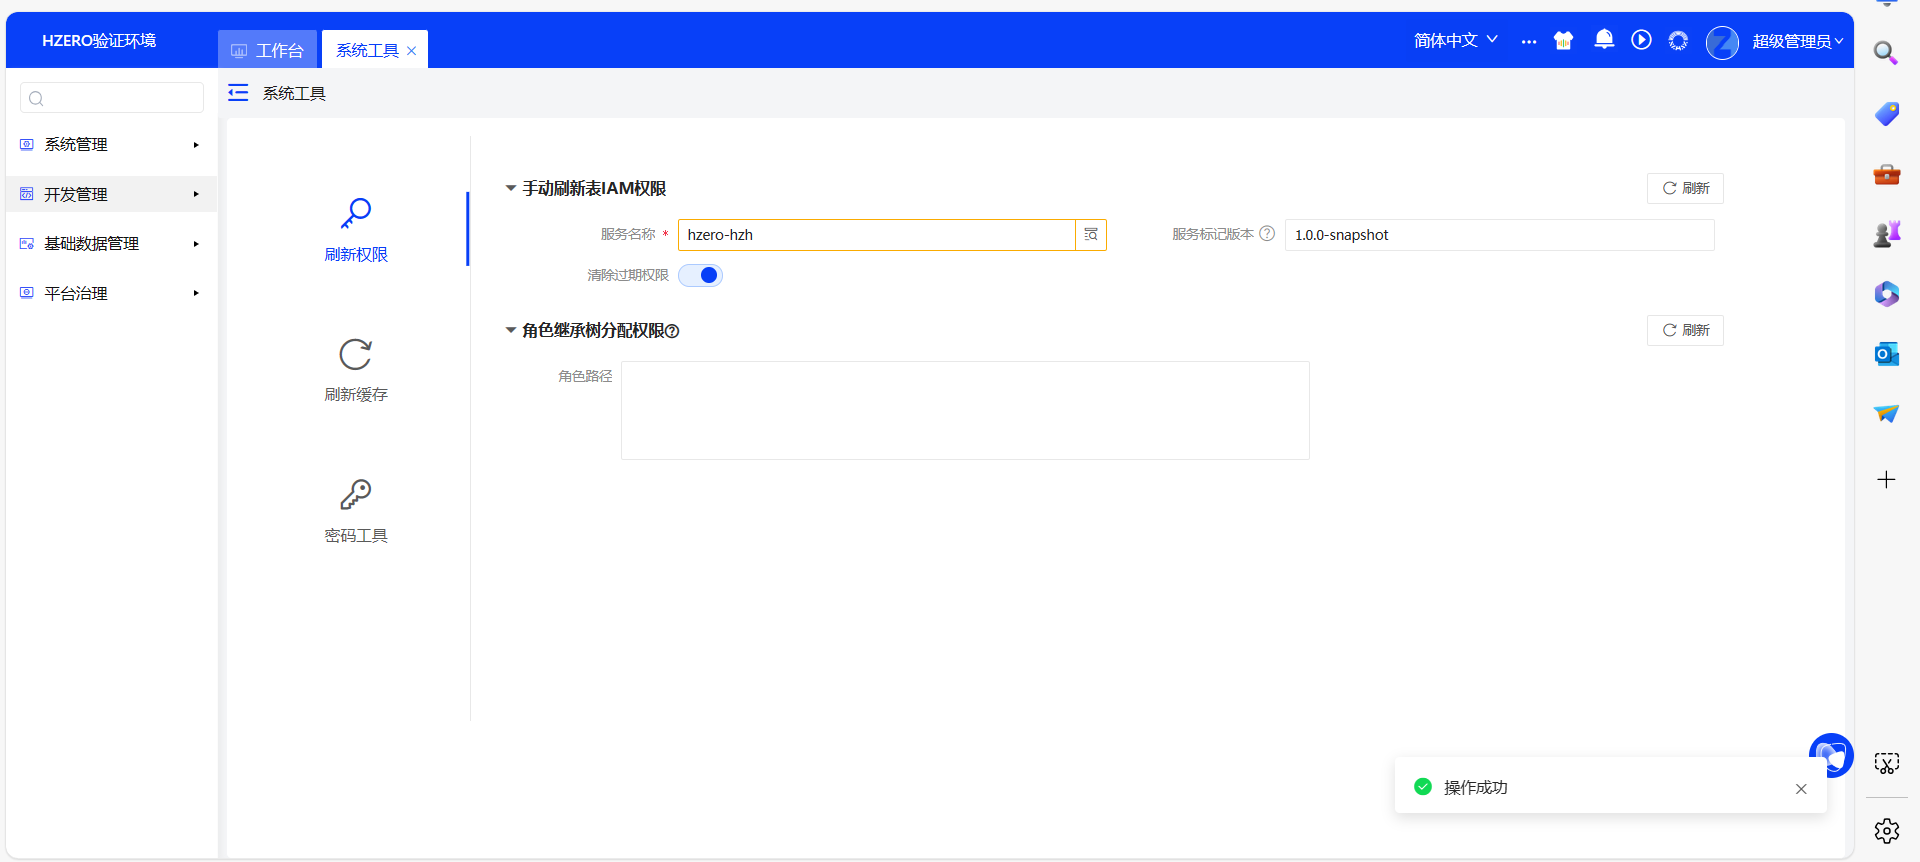 HZERO验证环境
工作台
系统工具
简体中文
超级管理员
系统工具
系统管理
开发管理
基础数据管理
平台治理
刷新权限
刷新缓存
密码工具
手动刷新表IAM权限
刷新
服务名称 *
hzero-hzh
服务标记版本
1.0.0-snapshot
清除过期权限
角色继承树分配权限
刷新
角色路径
操作成功